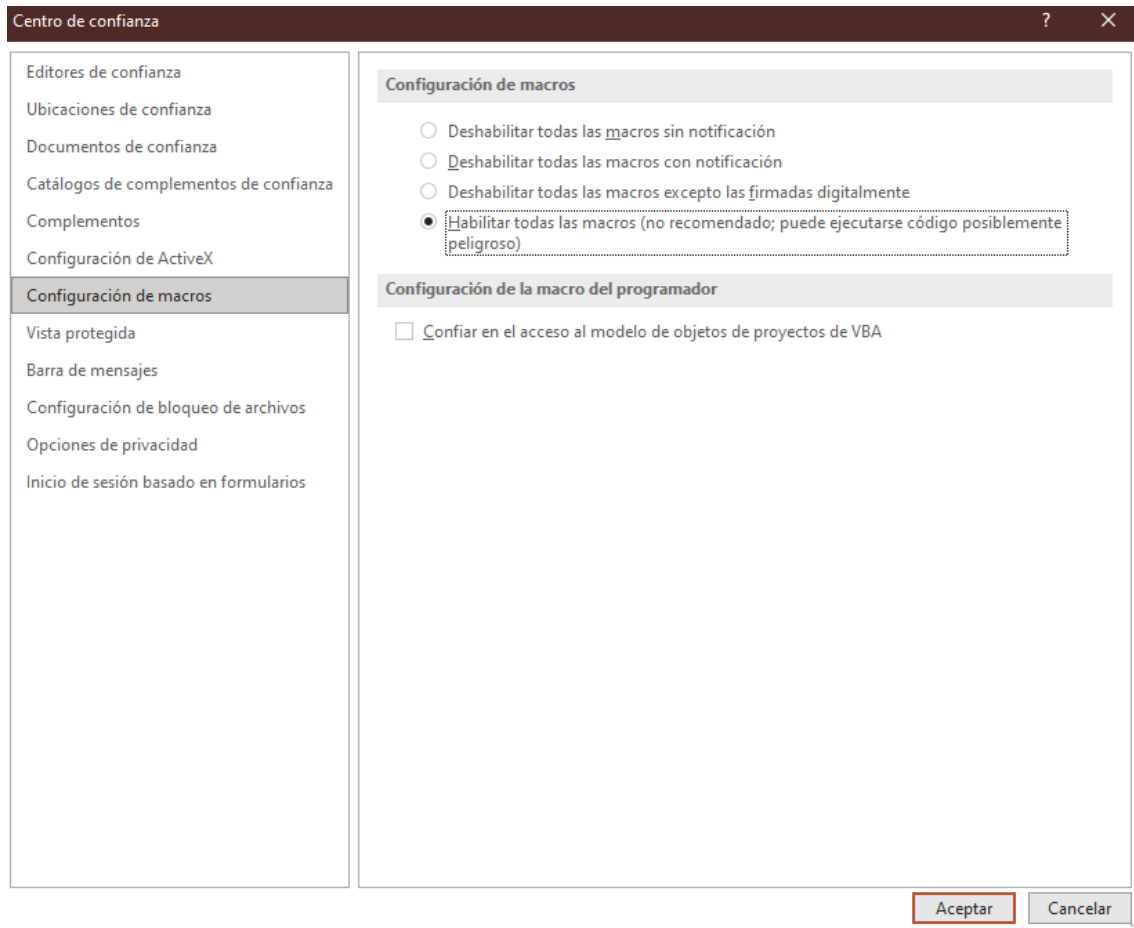 Centro de confianza
?
Editores de confianza
Ubicaciones de confianza
Documentos de confianza
Catálogos de complementos de confianza
Complementos
Configuración de ActiveX
Configuración de macros
Vista protegida
Barra de mensajes
Configuración de bloqueo de archivos
Opciones de privacidad
Inicio de sesión basado en formularios
Configuración de macros
Deshabilitar todas las macros sin notificación
Deshabilitar todas las macros con notificación
Deshabilitar todas las macros excepto las firmadas digitalmente
Habilitar todas las macros (no recomendado; puede ejecutarse código posiblemente
peligroso)
Configuración de la macro del programador
Confiar en el acceso al modelo de objetos de proyectos de VBA
Aceptar
Cancelar